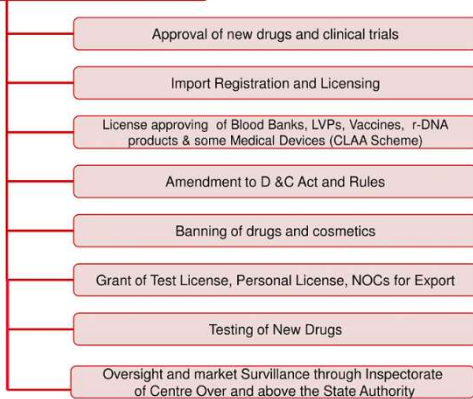 Approval of new drugs and clinical trials
Import Registration and Licensing
License approving of Blood Banks, LVPs, Vaccines, r-DNA
products & some Medical Devices (CLAA Scheme)
Amendment to D &C Act and Rules
Banning of drugs and cosmetics
Grant of Test License, Personal License, NOCs for Export
Testing of New Drugs
Oversight and market Survillance through Inspectorate
of Centre Over and above the State Authority